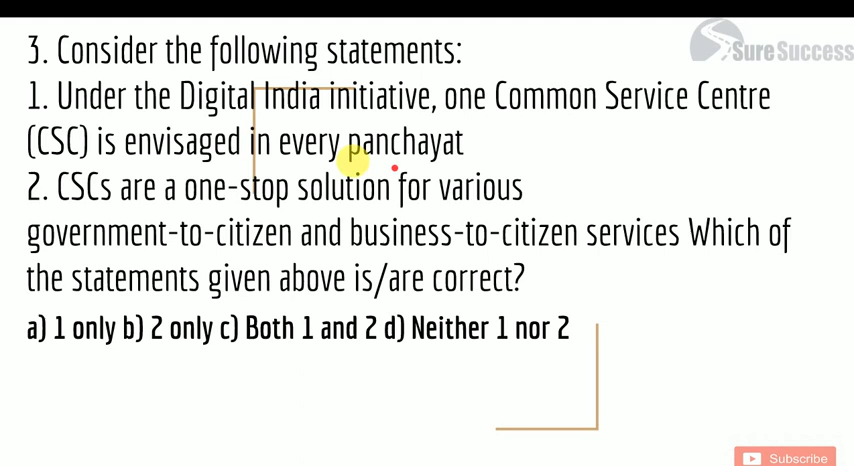 Sure Success
3. Consider the following statements:
1. Under the Digital India initiative, one Common Service Centre
(CSC) is envisaged in every panchayat
2. CSCs are a one-stop solution for various
government-to-citizen and business-to-citizen services Which of
the statements given above is/are correct?
a) 1 only b) 2 only c) Both 1 and 2 d) Neither 1 nor 2
Subscribe